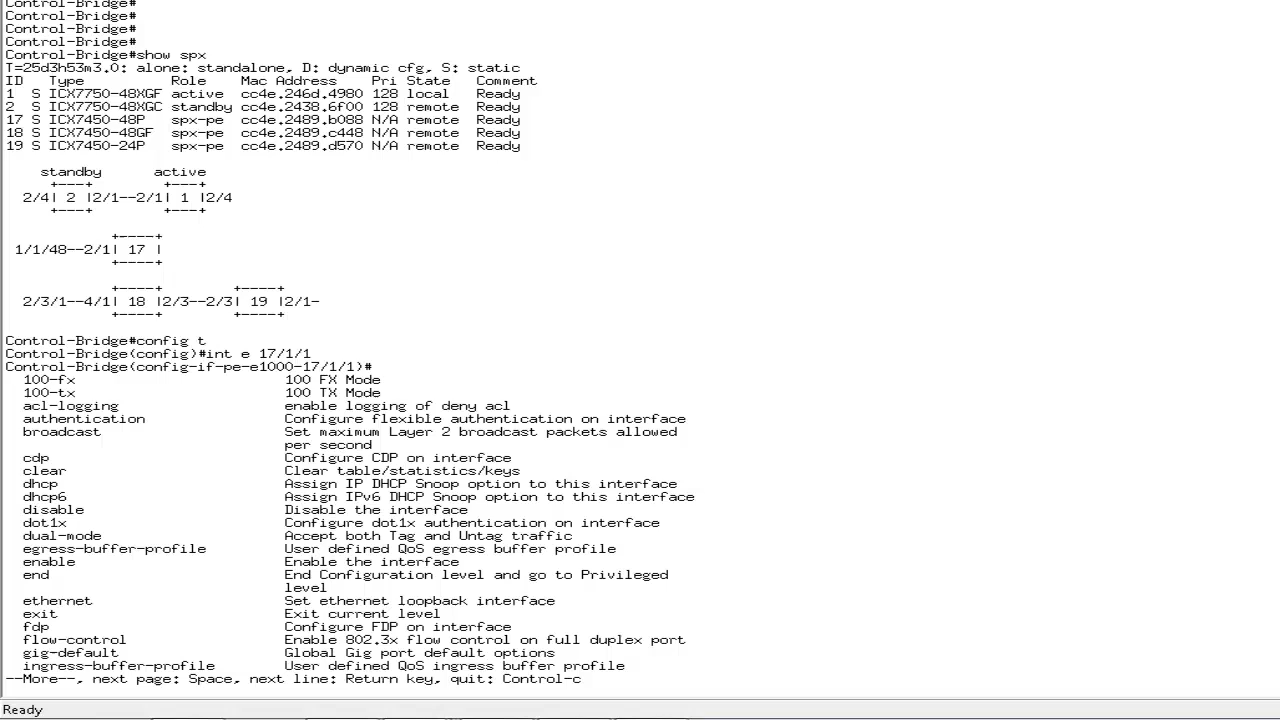 Control-Bridge#
Control-Bridge#
Control-Bridge#
Control-Bridge#
Control-Bridge#show spx
T=25d3h53m3.0: alone: standalone, D: dynamic cfg, S: static
ID  S Type          Role    Mac Address    Pri State   Comment
1  S ICX7750-48XGF active  cc4e.246d.4980 128 local   Ready
2  S ICX7750-48XGC standby cc4e.2438.6f00 128 remote  Ready
17 S ICX7450-48P   spx-pe  cc4e.2489.b088 N/A remote  Ready
18 S ICX7450-48GF  spx-pe  cc4e.2489.c448 N/A remote  Ready
19 S ICX7450-24P   spx-pe  cc4e.2489.d570 N/A remote  Ready
    standby      active
     +---+        +---+
  2/4| 2 |2/1--2/1| 1 |2/4
     +---+        +---+
            +----+
 1/1/48--2/1| 17 |
            +----+
            +----+        +----+
  2/3/1--4/1| 18 |2/3--2/3| 19 |2/1-
            +----+        +----+
Control-Bridge#config t
Control-Bridge(config)#int e 17/1/1
Control-Bridge(config-if-pe-e1000-17/1/1)#
  100-fx                        100 FX Mode
  100-tx                        100 TX Mode
  acl-logging                   enable logging of deny acl
  authentication                Configure flexible authentication on interface
  broadcast                     Set maximum Layer 2 broadcast packets allowed
                                per second
  cdp                           Configure CDP on interface
  clear                         Clear table/statistics/keys
  dhcp                          Assign IP DHCP Snoop option to this interface
  dhcp6                         Assign IPv6 DHCP Snoop option to this interface
  disable                       Disable the interface
  dot1x                         Configure dot1x authentication on interface
  dual-mode                     Accept both Tag and Untag traffic
  egress-buffer-profile         User defined QoS egress buffer profile
  enable                        Enable the interface
  end                           End Configuration level and go to Privileged
                                level
  ethernet                      Set ethernet loopback interface
  exit                          Exit current level
  fdp                           Configure FDP on interface
  flow-control                  Enable 802.3x flow control on full duplex port
  gig-default                   Global Gig port default options
  ingress-buffer-profile        User defined QoS ingress buffer profile
--More--, next page: Space, next line: Return key, quit: Control-c
Ready